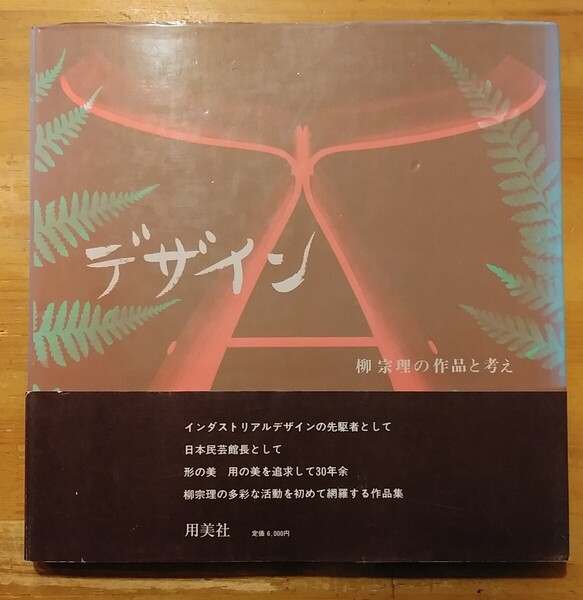 デザイン
柳 宗理の作品と考え
インダストリアルデザインの先駆者として
日本民芸館長として
形の美　用の美を追求して30年余
柳宗理の多彩な活動を初めて網羅する作品集
用美社　定価 6,000円